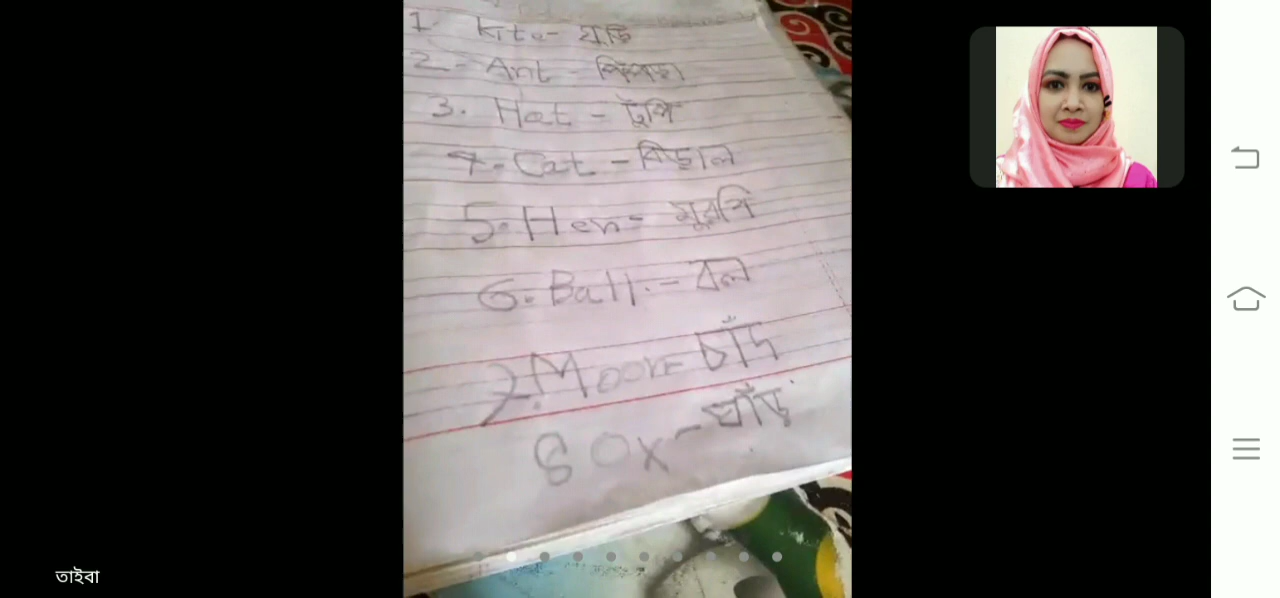 1. Kite- ঘুড়ি
2. Ant - পিপড়া
3. Hat - টুপি
4. Cat - বিড়াল
5. Hen - মুরগি
6. Ball. - বল
7. Moon- চাঁদ
8 Ox - ষাঁড়
তাইবা